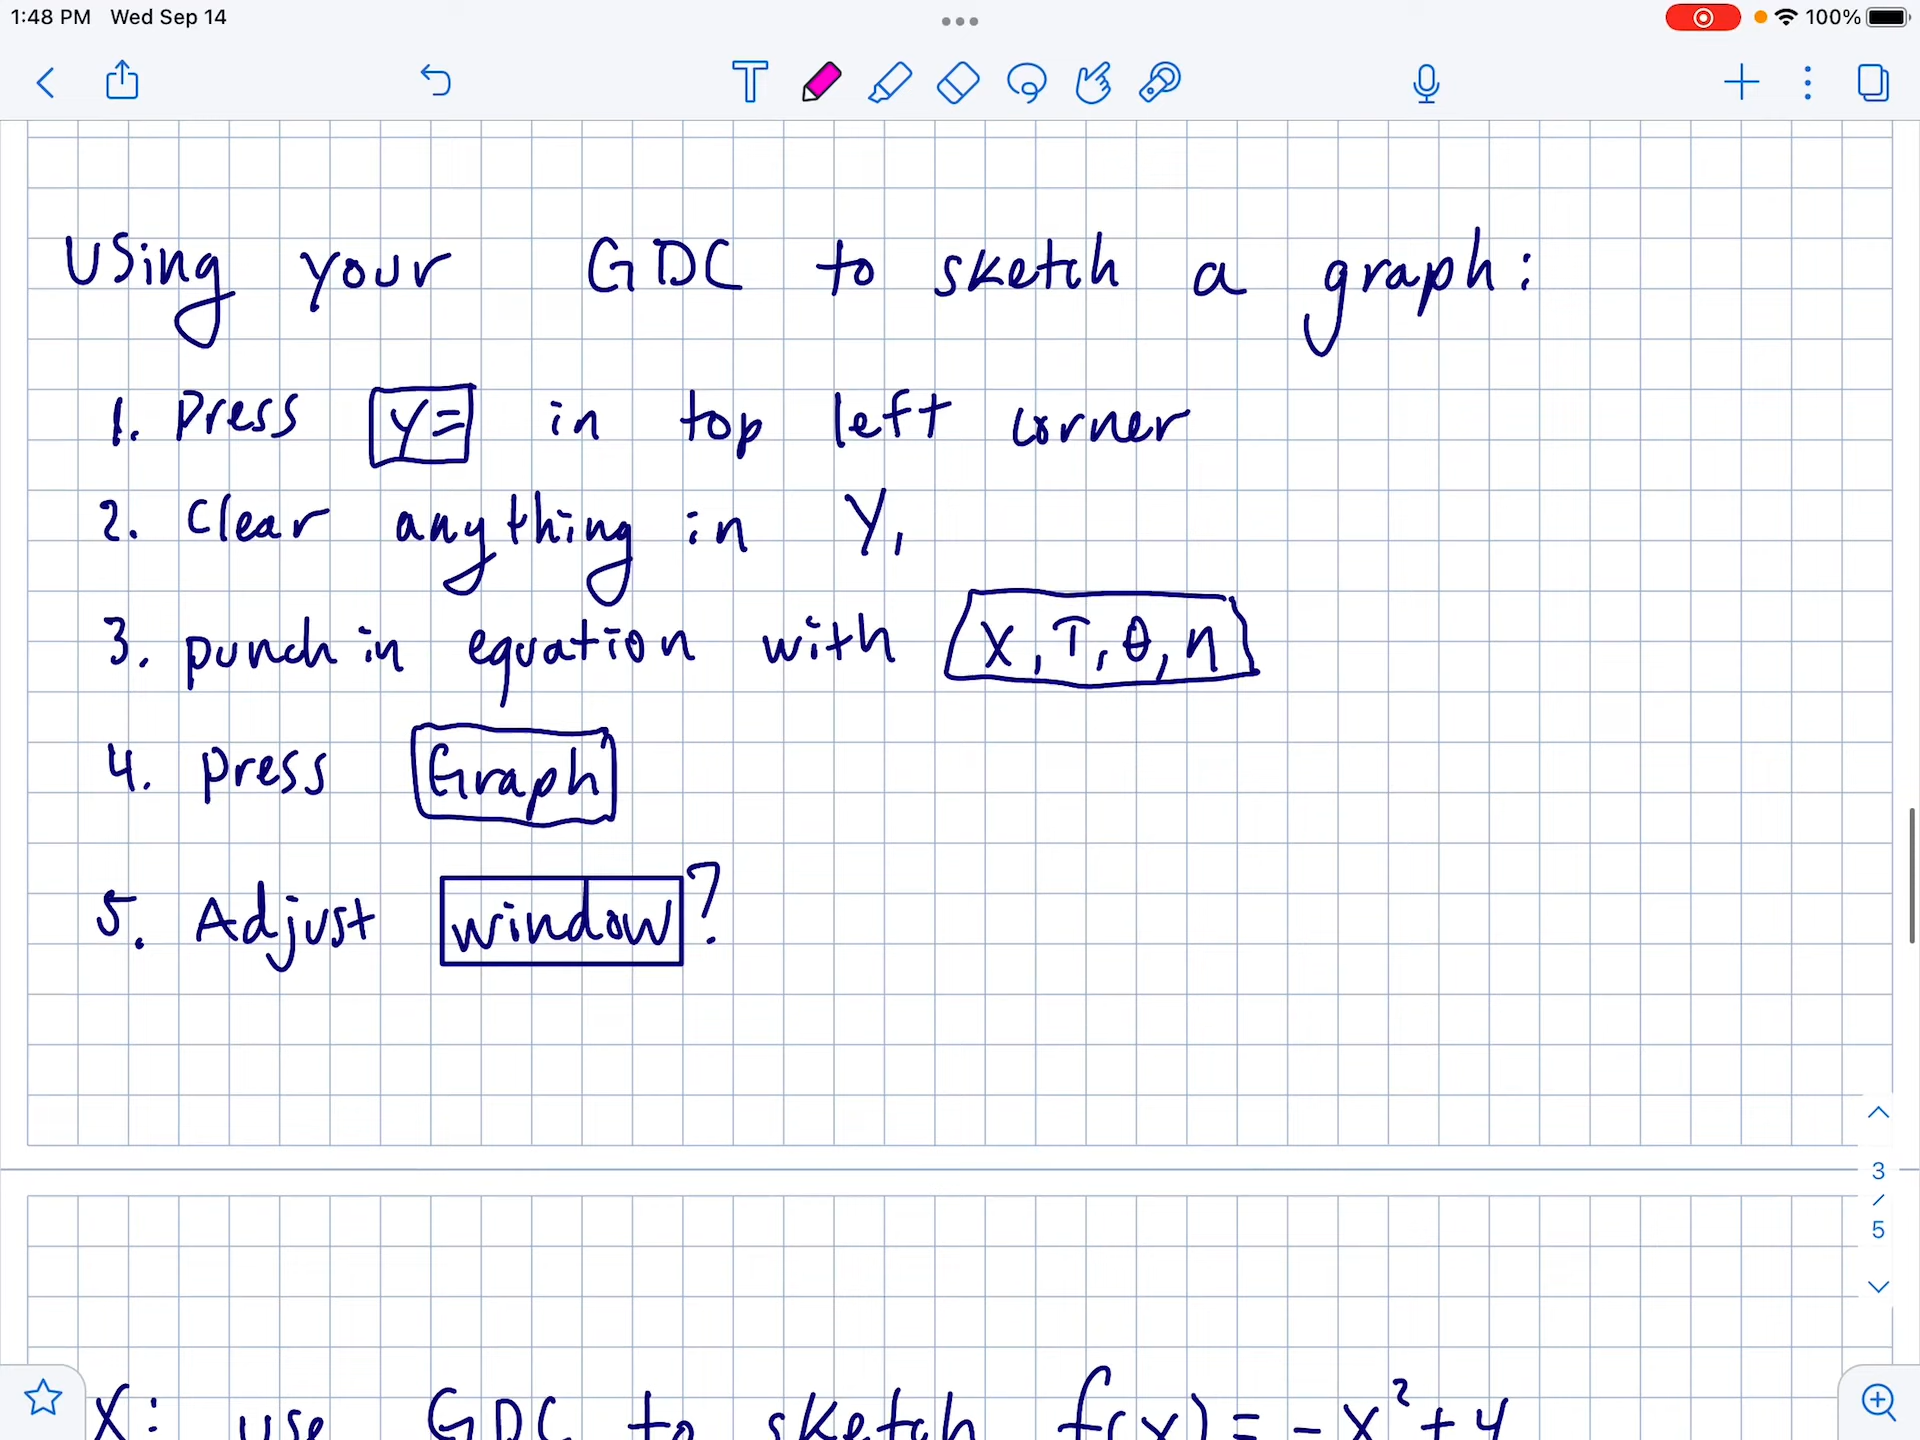 1:48 PM Wed Sep 14
100%
Using your GDC to sketch a graph:
1. Press Y= in top left corner
2. Clear anything in Y₁
3. punch in equation with X,T,θ,n
4. press Graph
5. Adjust window?
3
/
5
X: use GDC to sketch f(x) = -x² + 4